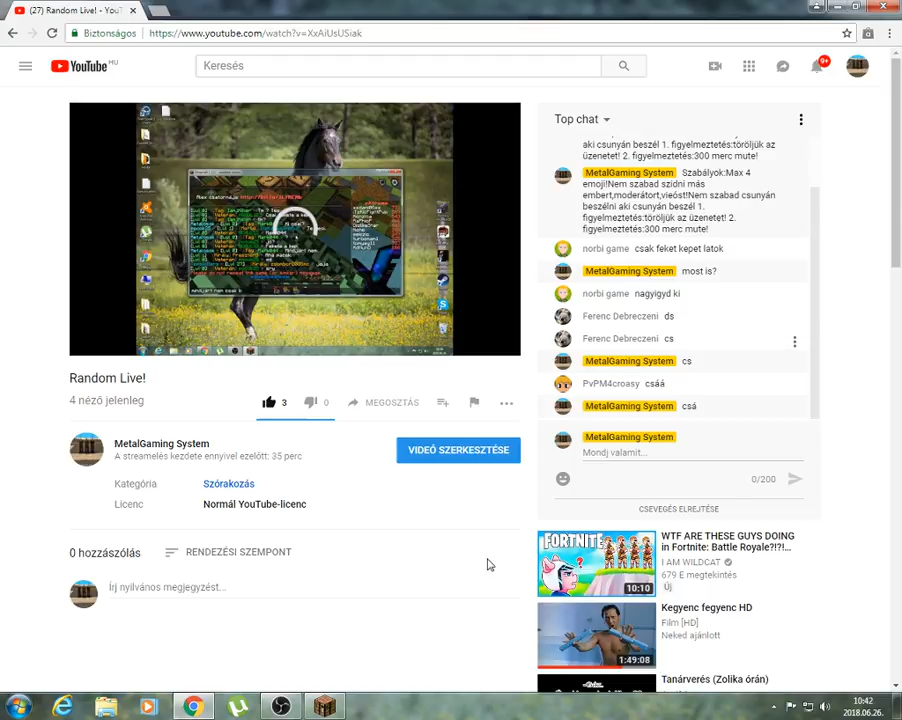 (27) Random Live! - YouT
Biztonságos
https://www.youtube.com/watch?v=XxAiUsUSiak
YouTube HU
Keresés
9+
Top chat
aki csunyán beszél 1. figyelmeztetés:töröljük az
üzenetet! 2. figyelmeztetés:300 merc mute!
MetalGaming System Szabályok:Max 4
emoji!Nem szabad szidni más
embert,moderátort,vieóst!Nem szabad csunyán
beszélni aki csunyán beszél 1.
figyelmeztetés:töröljük az üzenetet! 2.
figyelmeztetés:300 merc mute!
norbi game csak feket kepet latok
MetalGaming System most is?
norbi game nagyigyd ki
Ferenc Debreczeni ds
Ferenc Debreczeni cs
MetalGaming System cs
PvPM4croasy csáá
MetalGaming System csá
MetalGaming System
Mondj valamit...
0/200
CSEVEGÉS ELREJTÉSE
Random Live!
4 néző jelenleg
3
0
MEGOSZTÁS
MetalGaming System
A streamelés kezdete ennyivel ezelőtt: 35 perc
VIDEÓ SZERKESZTÉSE
Kategória Szórakozás
Licenc Normál YouTube-licenc
0 hozzászólás
RENDEZÉSI SZEMPONT
Írj nyilvános megjegyzést...
FORTNITE
10:10
WTF ARE THESE GUYS DOING
in Fortnite: Battle Royale?!?!...
I AM WILDCAT
679 E megtekintés
Új
1:49:08
Kegyenc fegyenc HD
Film [HD]
Neked ajánlott
Tanárverés (Zolika órán)
10:42
2018.06.26.